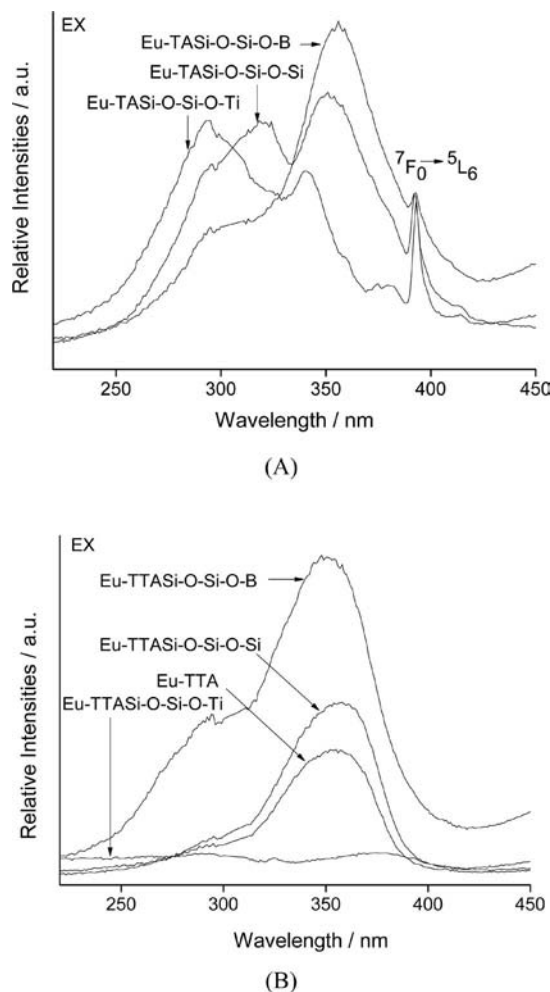 EX
Eu-TASi-O-Si-O-B
Eu-TASi-O-Si-O-Si
Eu-TASi-O-Si-O-Ti
⁷F₀→⁵L₆
Relative Intensities / a.u.
250 300 350 400 450
Wavelength / nm
(A)
EX
Eu-TTASi-O-Si-O-B
Eu-TTASi-O-Si-O-Si
Eu-TTA
Eu-TTASi-O-Si-O-Ti
Relative Intensities / a.u.
250 300 350 400 450
Wavelength / nm
(B)